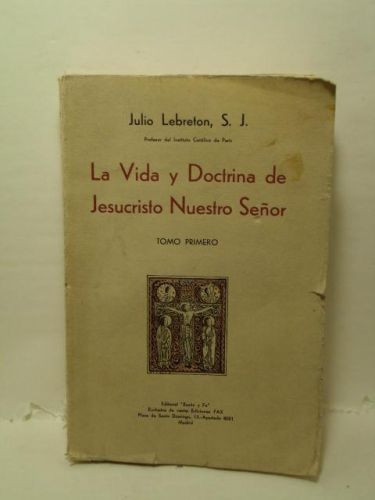 Julio Lebreton, S. J.
Profesor del Instituto Católico de París
La Vida y Doctrina de
Jesucristo Nuestro Señor
TOMO PRIMERO
Editorial "Razón y Fe"
Exclusiva de venta: Ediciones FAX
Plaza de Santo Domingo, 13.-Apartado 8001
Madrid